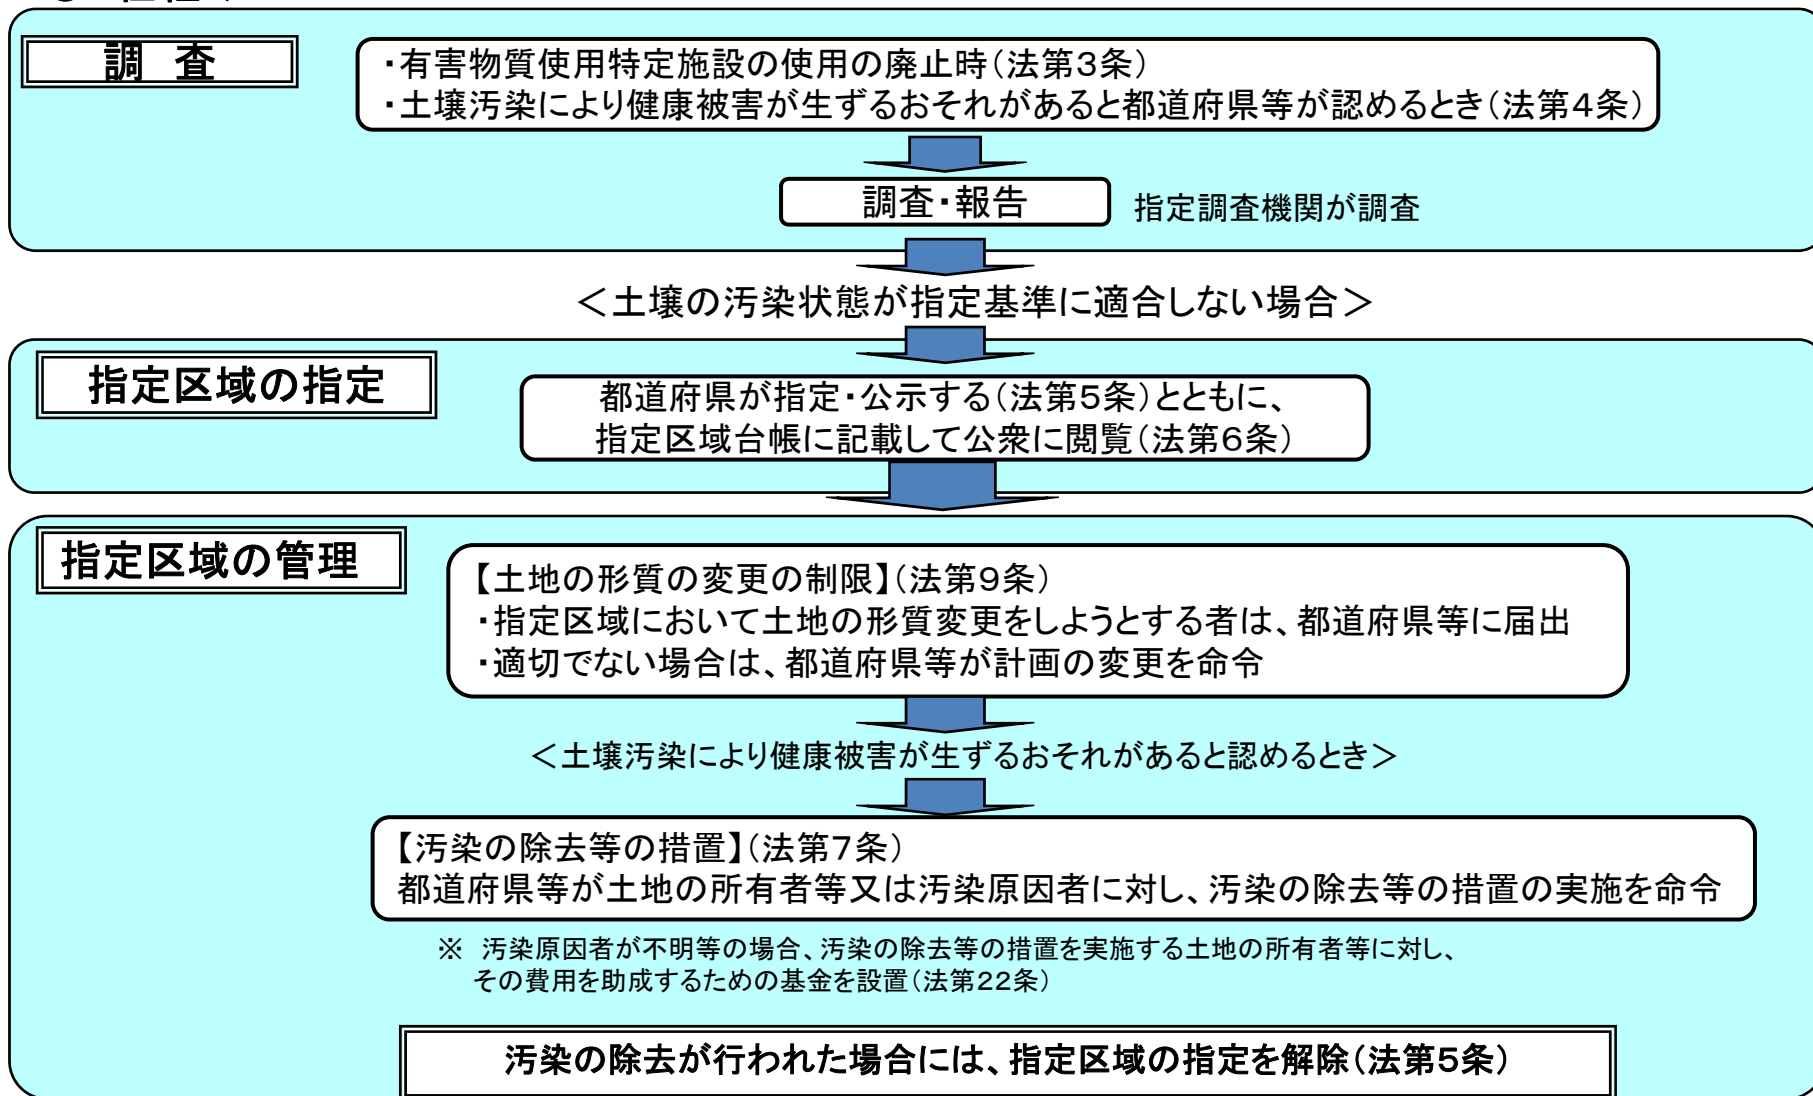 調 査
・有害物質使用特定施設の使用の廃止時(法第3条)
・土壌汚染により健康被害が生ずるおそれがあると都道府県等が認めるとき(法第4条)
調査・報告
指定調査機関が調査
<土壌の汚染状態が指定基準に適合しない場合>
指定区域の指定
都道府県が指定・公示する(法第5条)とともに、
指定区域台帳に記載して公衆に閲覧(法第6条)
指定区域の管理
【土地の形質の変更の制限】(法第9条)
・指定区域において土地の形質変更をしようとする者は、都道府県等に届出
・適切でない場合は、都道府県等が計画の変更を命令
<土壌汚染により健康被害が生ずるおそれがあると認めるとき>
【汚染の除去等の措置】(法第7条)
都道府県等が土地の所有者等又は汚染原因者に対し、汚染の除去等の措置の実施を命令
※ 汚染原因者が不明等の場合、汚染の除去等の措置を実施する土地の所有者等に対し、
その費用を助成するための基金を設置(法第22条)
汚染の除去が行われた場合には、指定区域の指定を解除(法第5条)